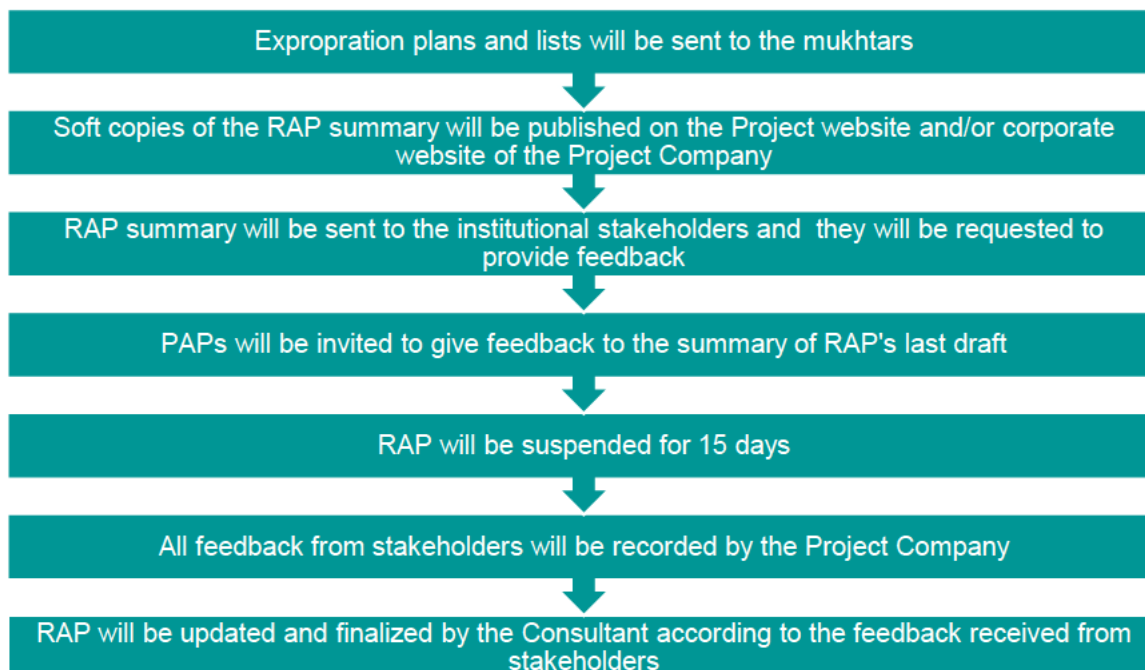 Expropration plans and lists will be sent to the mukhtars
Soft copies of the RAP summary will be published on the Project website and/or corporate
website of the Project Company
RAP summary will be sent to the institutional stakeholders and they will be requested to
provide feedback
PAPs will be invited to give feedback to the summary of RAP's last draft
RAP will be suspended for 15 days
All feedback from stakeholders will be recorded by the Project Company
RAP will be updated and finalized by the Consultant according to the feedback received from
stakeholders